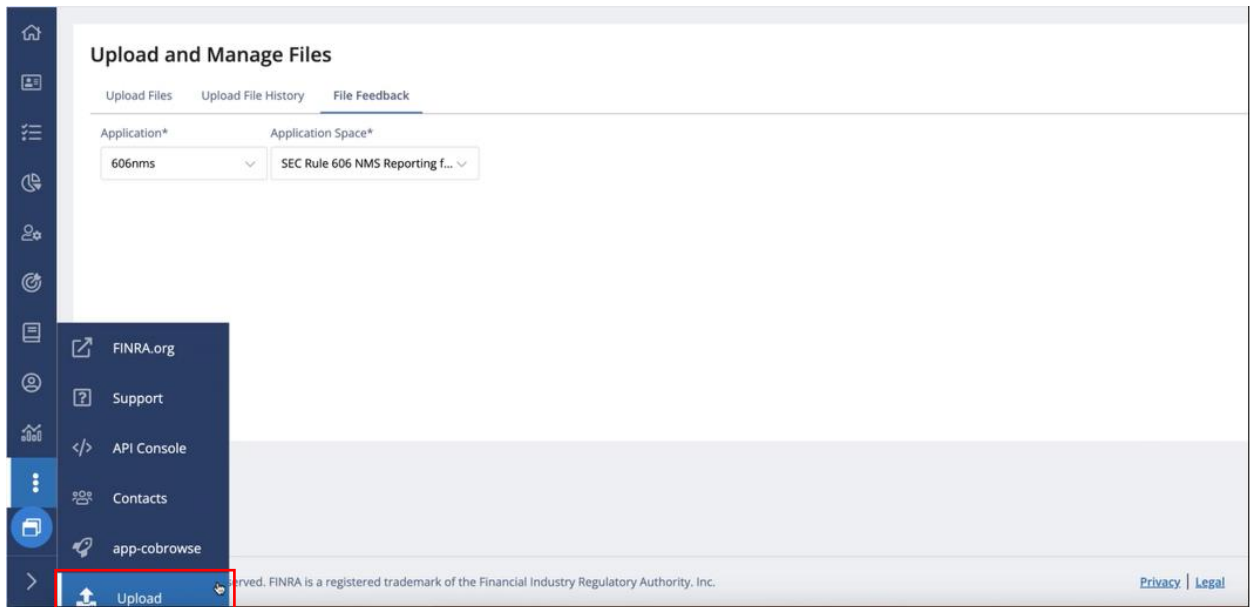 Upload and Manage Files
Upload Files Upload File History File Feedback
Application* Application Space*
606nms SEC Rule 606 NMS Reporting f...
FINRA.org
Support
API Console
Contacts
app-cobrowse
Upload
served. FINRA is a registered trademark of the Financial Industry Regulatory Authority, Inc. Privacy | Legal